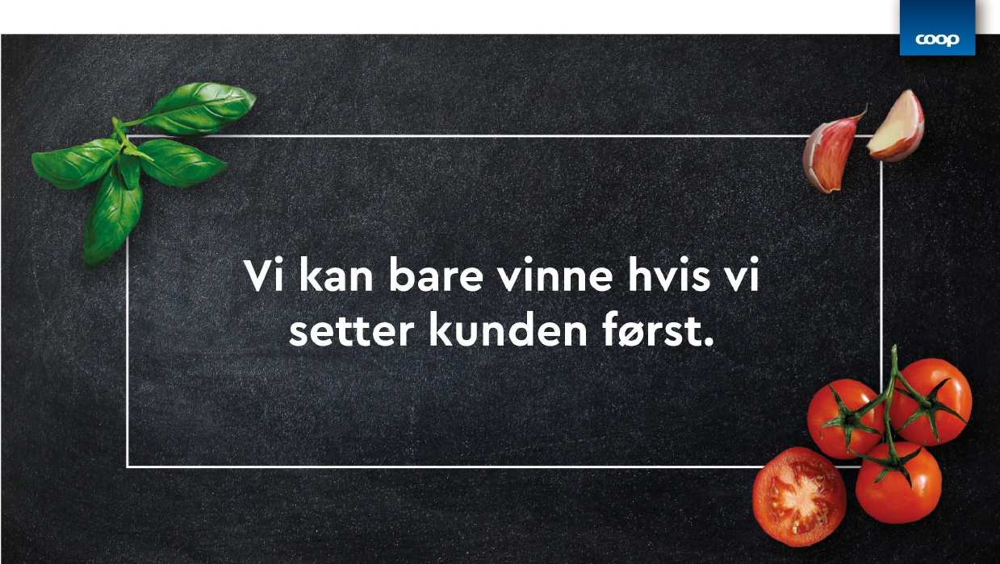 coop
Vi kan bare vinne hvis vi
setter kunden først.